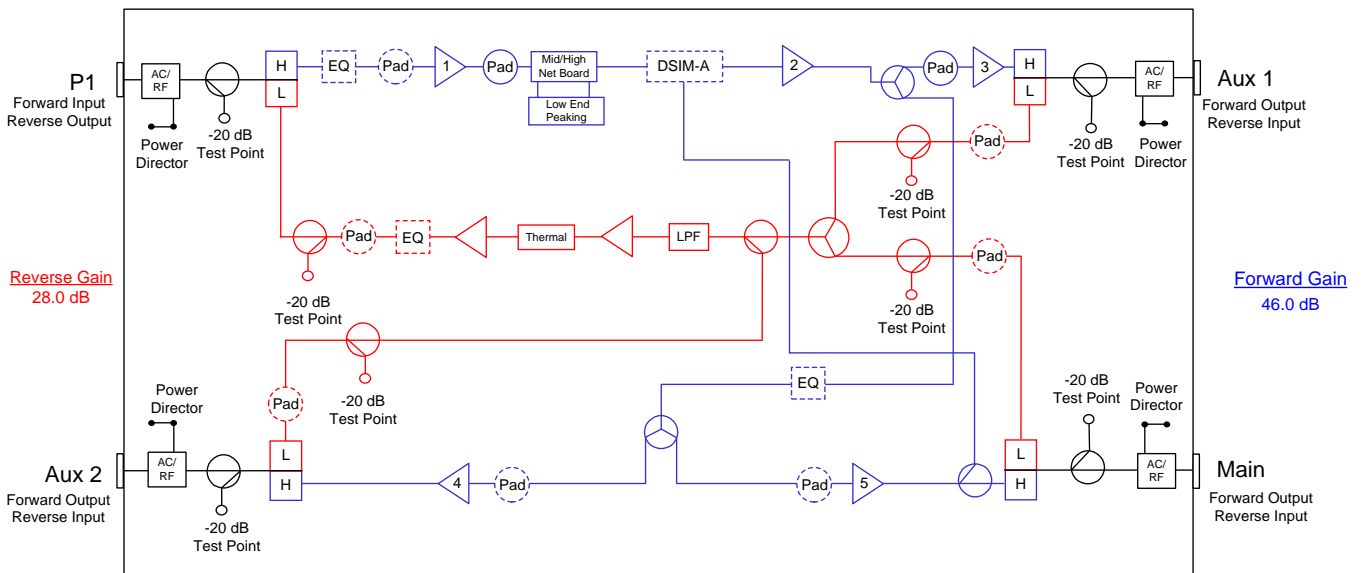 P1
Forward Input
Reverse Output
AC/
RF
Power
Director
-20 dB
Test Point
H
L
EQ
Pad
1
Pad
Mid/High
Net Board
Low End
Peaking
DSIM-A
2
Pad
3
H
L
-20 dB
Test Point
AC/
RF
Power
Director
Aux 1
Forward Output
Reverse Input
Pad
-20 dB
Test Point
-20 dB
Test Point
Pad
EQ
Thermal
LPF
-20 dB
Test Point
Pad
Reverse Gain
28.0 dB
Forward Gain
46.0 dB
-20 dB
Test Point
Pad
EQ
Power
Director
-20 dB
Test Point
Power
Director
Aux 2
Forward Output
Reverse Input
AC/
RF
-20 dB
Test Point
L
H
4
Pad
Pad
5
L
H
AC/
RF
Main
Forward Output
Reverse Input